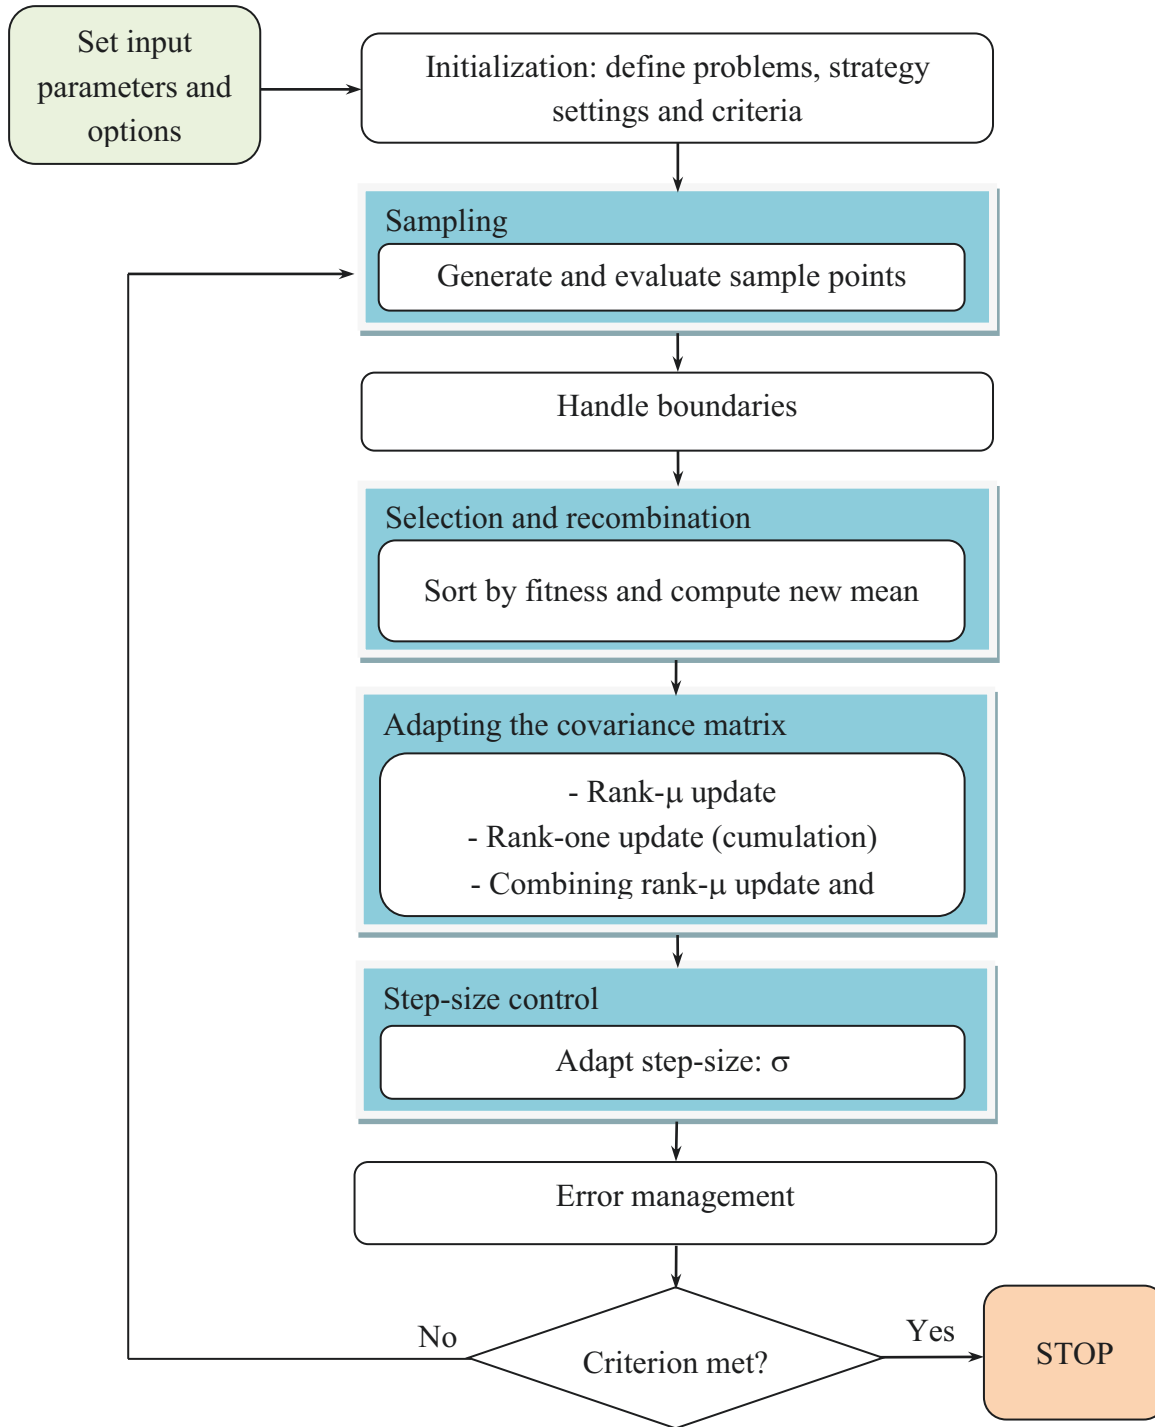 Set input
parameters and
options
Initialization: define problems, strategy
settings and criteria
Sampling
Generate and evaluate sample points
Handle boundaries
Selection and recombination
Sort by fitness and compute new mean
Adapting the covariance matrix
- Rank-μ update
- Rank-one update (cumulation)
- Combining rank-μ update and
Step-size control
Adapt step-size: σ
Error management
Criterion met?
No
Yes
STOP